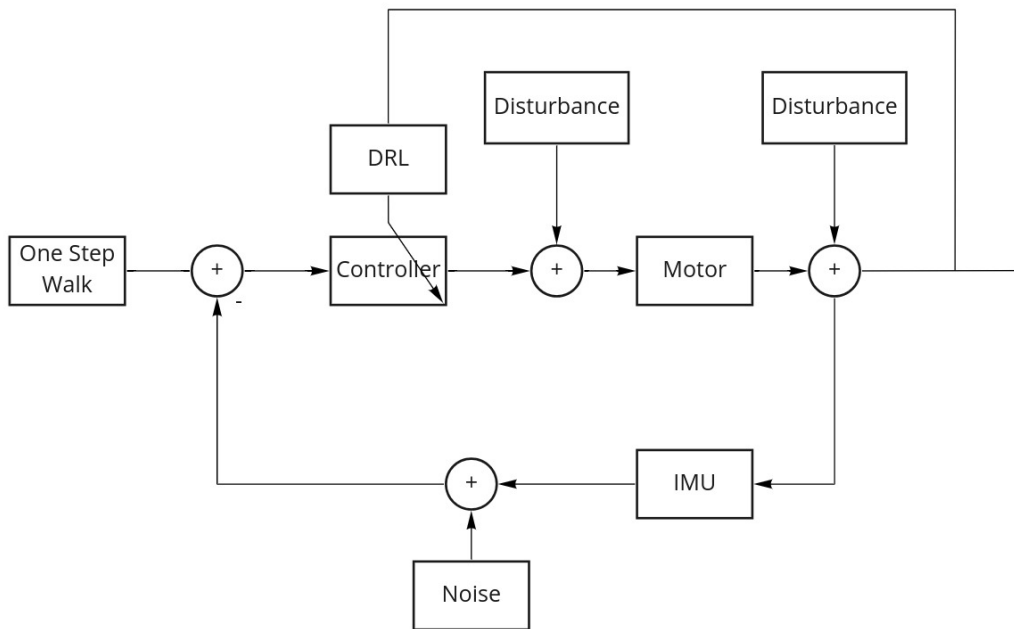 Disturbance
Disturbance
DRL
One Step
Walk
+
-
Controller
+
Motor
+
+
IMU
Noise